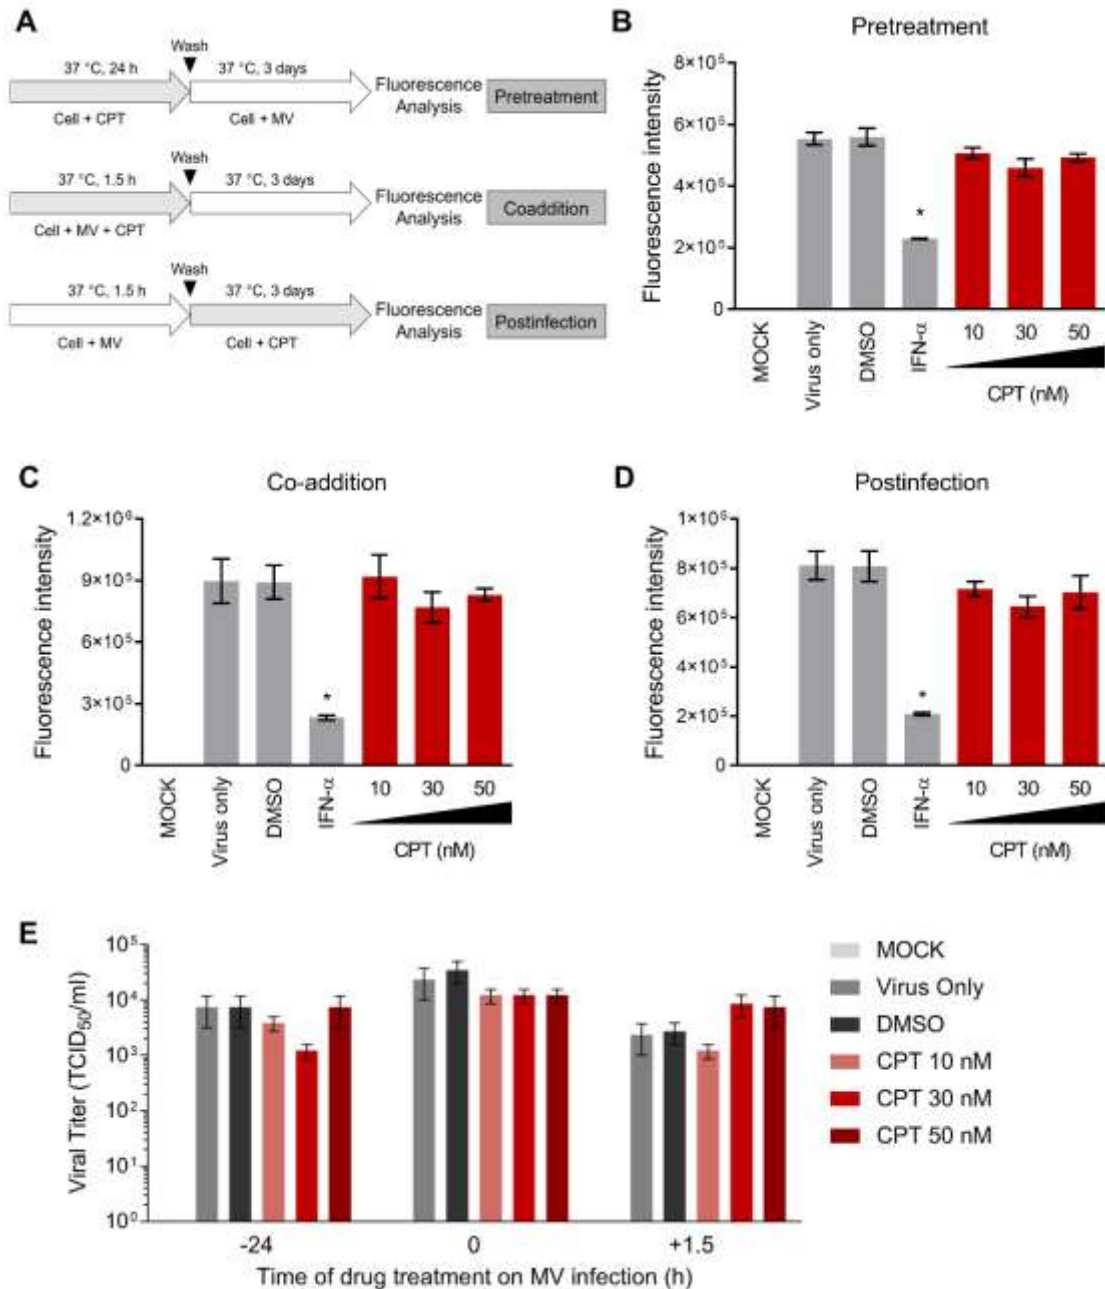 A
Wash
37 °C, 24 h
37 °C, 3 days
Cell + CPT
Cell + MV
Fluorescence
Analysis
Pretreatment
Wash
37 °C, 1.5 h
37 °C, 3 days
Cell + MV + CPT
Fluorescence
Analysis
Coaddition
Wash
37 °C, 1.5 h
37 °C, 3 days
Cell + MV
Cell + CPT
Fluorescence
Analysis
Postinfection
B
Pretreatment
Fluorescence intensity
8×10⁵
6×10⁵
4×10⁵
2×10⁵
0
*
MOCK
Virus only
DMSO
IFN-α
10 30 50
CPT (nM)
C
Co-addition
Fluorescence intensity
1.2×10⁶
9×10⁵
6×10⁵
3×10⁵
0
*
MOCK
Virus only
DMSO
IFN-α
10 30 50
CPT (nM)
D
Postinfection
Fluorescence intensity
1×10⁶
8×10⁵
6×10⁵
4×10⁵
2×10⁵
0
*
MOCK
Virus only
DMSO
IFN-α
10 30 50
CPT (nM)
E
Viral Titer (TCID₅₀/ml)
10⁵
10⁴
10³
10²
10¹
10⁰
-24 0 +1.5
Time of drug treatment on MV infection (h)
MOCK
Virus Only
DMSO
CPT 10 nM
CPT 30 nM
CPT 50 nM